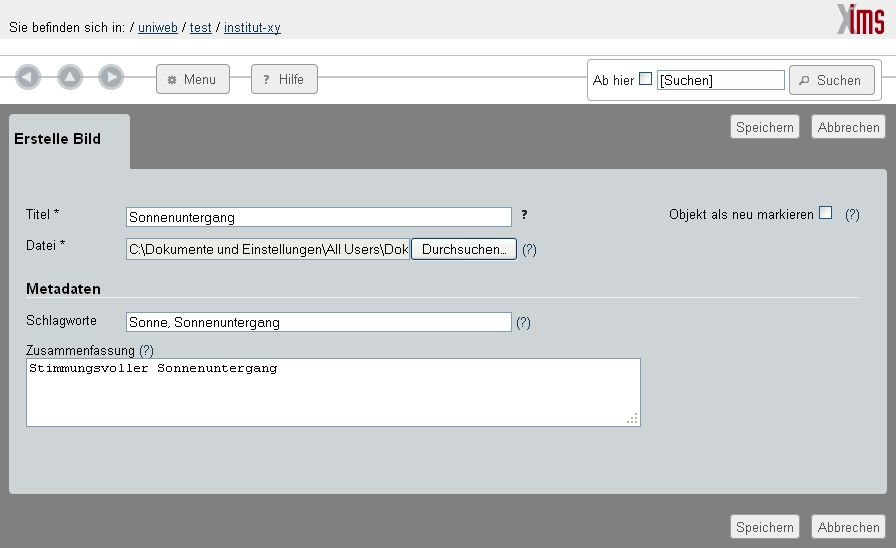 Sie befinden sich in: / uniweb / test / institut-xy
Xims
Menu
? Hilfe
Ab hier
[Suchen]
Suchen
Erstelle Bild
Speichern
Abbrechen
Titel *
Sonnenuntergang
?
Objekt als neu markieren
(?)
Datei *
C:\Dokumente und Einstellungen\All Users\Dok
Durchsuchen...
(?)
Metadaten
Schlagworte
Sonne, Sonnenuntergang
(?)
Zusammenfassung (?)
Stimmungsvoller Sonnenuntergang
Speichern
Abbrechen